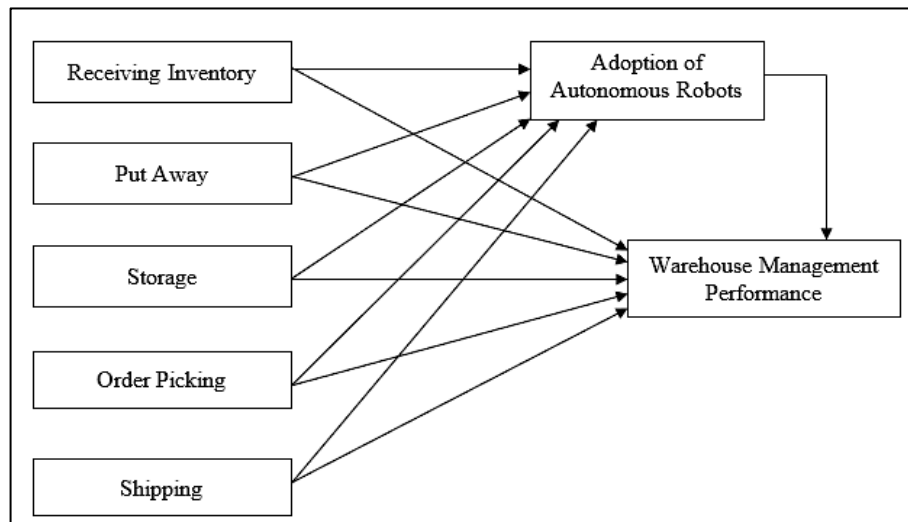 Receiving Inventory
Adoption of
Autonomous Robots
Put Away
Storage
Warehouse Management
Performance
Order Picking
Shipping